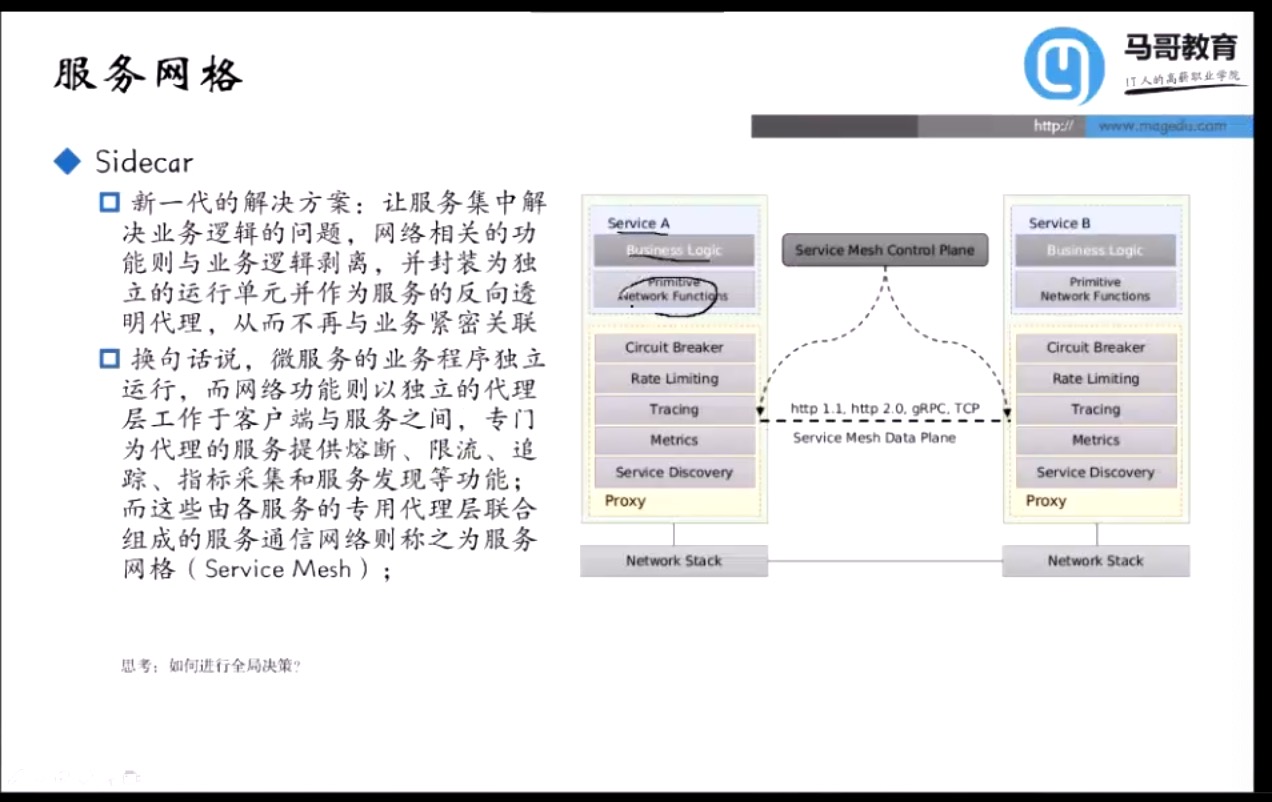 服务网格
马哥教育
IT人的高薪职业学院
http:// www.magedu.com
Sidecar
新一代的解决方案：让服务集中解
决业务逻辑的问题，网络相关的功
能则与业务逻辑剥离，并封装为独
立的运行单元并作为服务的反向透
明代理，从而不再与业务紧密关联
换句话说，微服务的业务程序独立
运行，而网络功能则以独立的代理
层工作于客户端与服务之间，专门
为代理的服务提供熔断、限流、追
踪、指标采集和服务发现等功能；
而这些由各服务的专用代理层联合
组成的服务通信网络则称之为服务
网格（Service Mesh）；
思考：如何进行全局决策？
Service A
Business Logic
Primitive
Network Functions
Circuit Breaker
Rate Limiting
Tracing
Metrics
Service Discovery
Proxy
Network Stack
Service Mesh Control Plane
http 1.1, http 2.0, gRPC, TCP
Service Mesh Data Plane
Service B
Business Logic
Primitive
Network Functions
Circuit Breaker
Rate Limiting
Tracing
Metrics
Service Discovery
Proxy
Network Stack